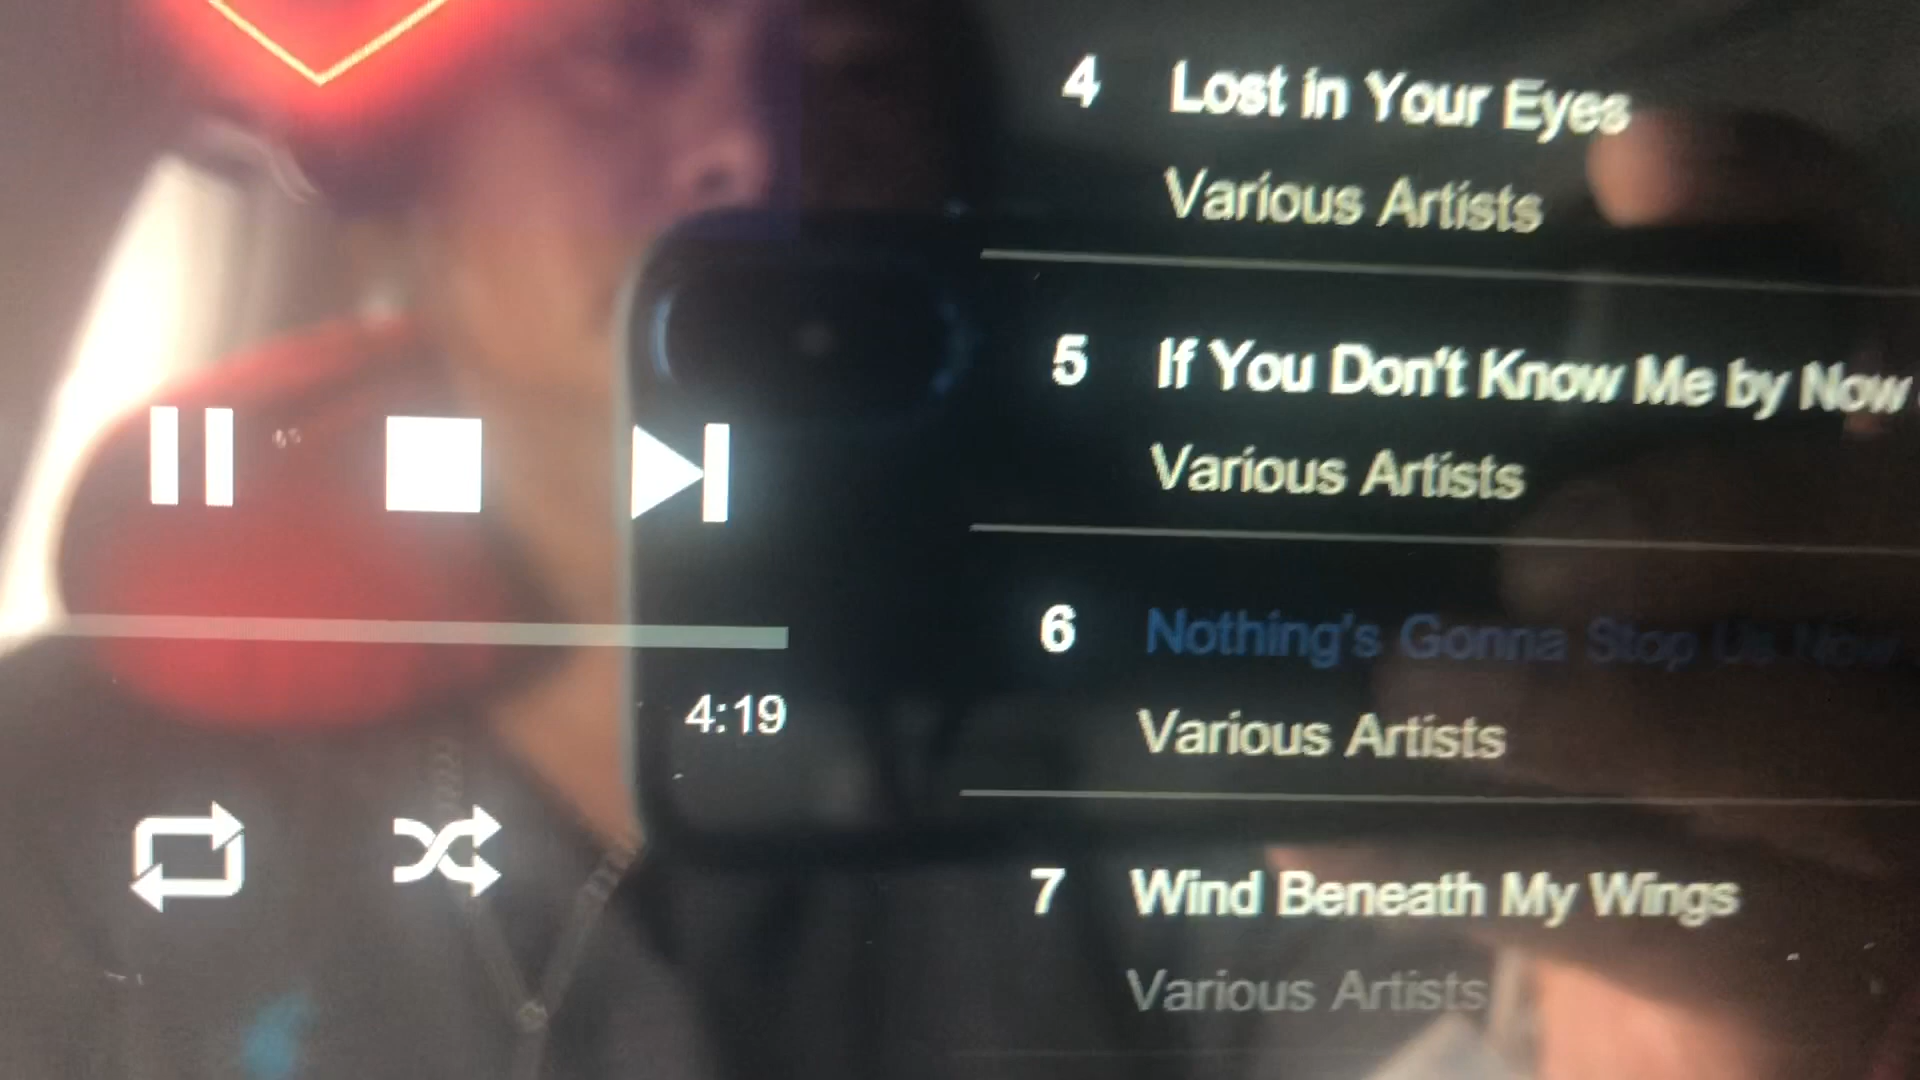 4 Lost in Your Eyes
Various Artists
5 If You Don't Know Me by Now
Various Artists
6 Nothing's Gonna Stop Us Now
Various Artists
4:19
7 Wind Beneath My Wings
Various Artists